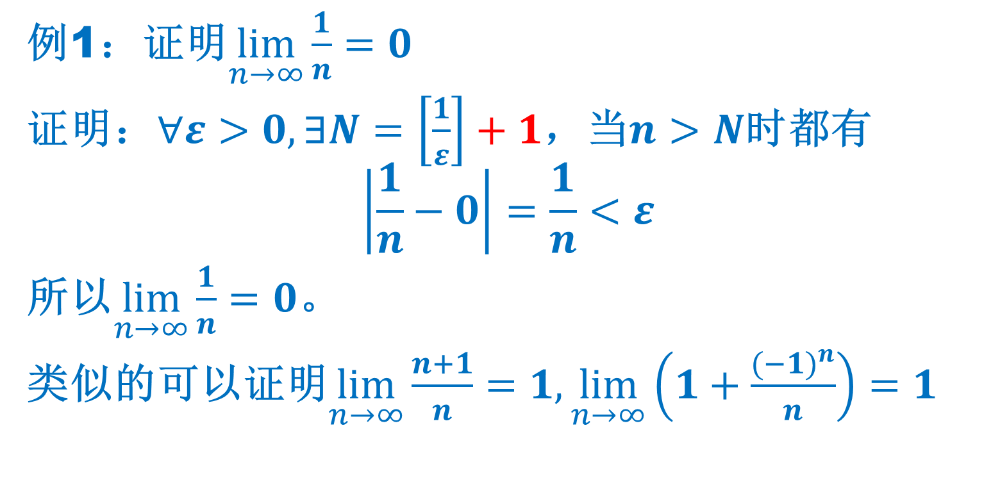 例1：证明 $\lim_{n \to \infty} \frac{1}{n} = 0$
证明：$\forall \varepsilon > 0, \exists N = \left[\frac{1}{\varepsilon}\right] + 1$，当$n > N$时都有
$\left|\frac{1}{n} - 0\right| = \frac{1}{n} < \varepsilon$
所以 $\lim_{n \to \infty} \frac{1}{n} = 0$。
类似的可以证明 $\lim_{n \to \infty} \frac{n+1}{n} = 1, \lim_{n \to \infty} \left(1 + \frac{(-1)^n}{n}\right) = 1$